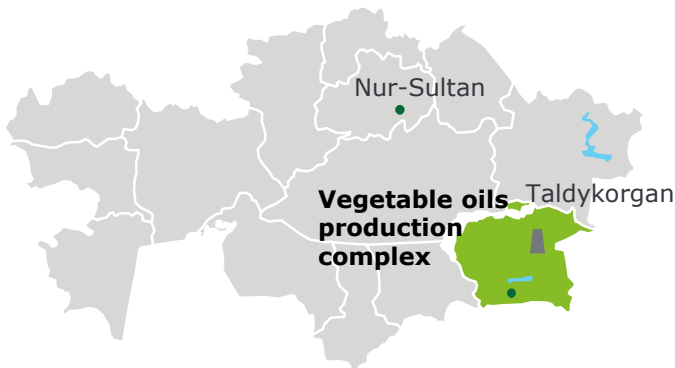 Nur-Sultan
Taldykorgan
Vegetable oils
production
complex